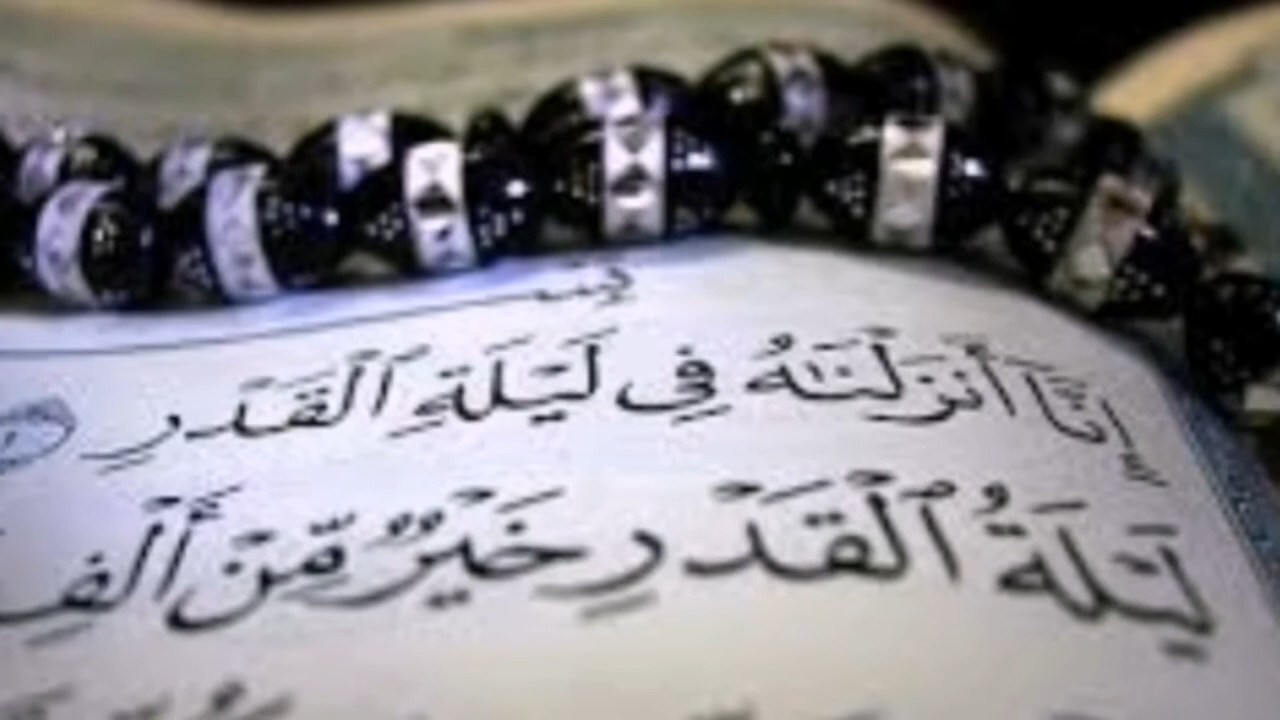 إِنَّآ أَنزَلْنَـٰهُ فِى لَيْلَةِ ٱلْقَدْرِ
لَيْلَةُ ٱلْقَدْرِ خَيْرٌ مِّنْ أَلْفِ